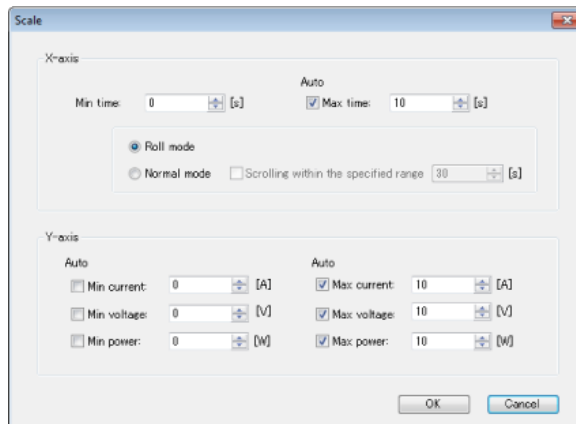 Scale
X-axis
Auto
Min time: 0 [s] Max time: 10 [s]
Roll mode
Normal mode Scrolling within the specified range 30 [s]
Y-axis
Auto Auto
Min current: 0 [A] Max current: 10 [A]
Min voltage: 0 [V] Max voltage: 10 [V]
Min power: 0 [W] Max power: 10 [W]
OK Cancel